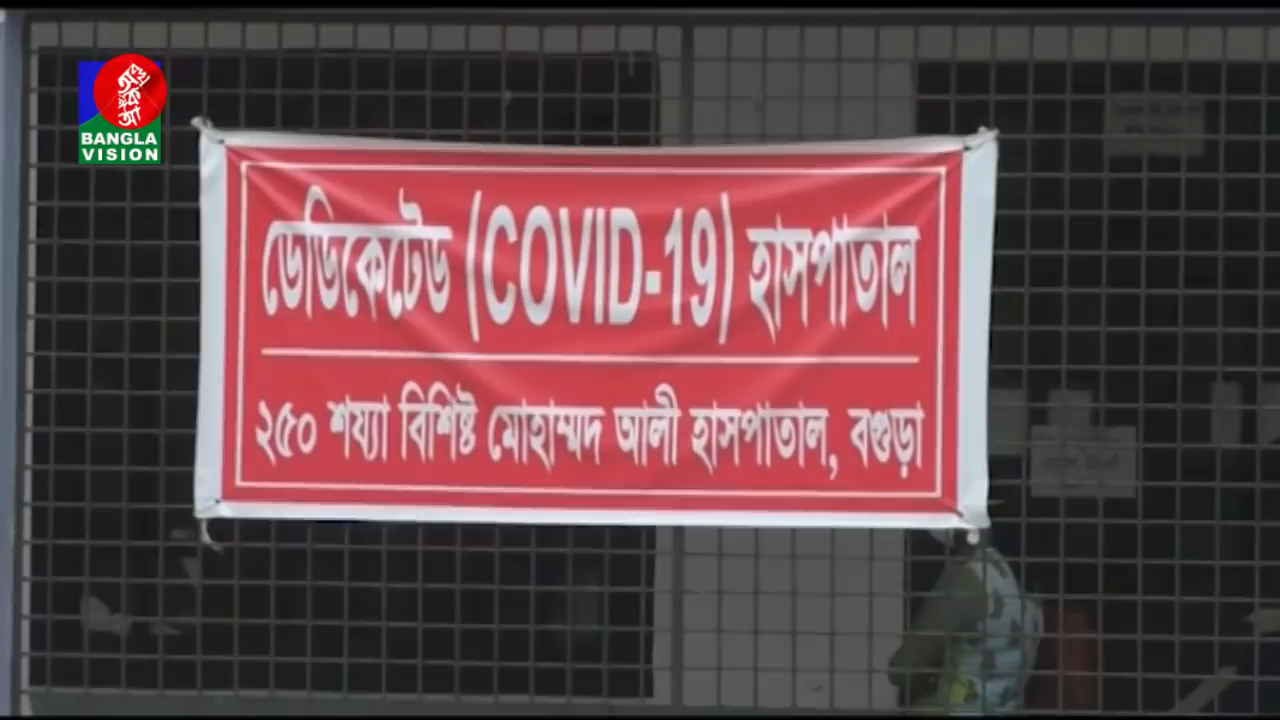 BANGLA
VISION
ডেডিকেটেড (COVID-19) হাসপাতাল
২৫০ শয্যা বিশিষ্ট মোহাম্মদ আলী হাসপাতাল, বগুড়া